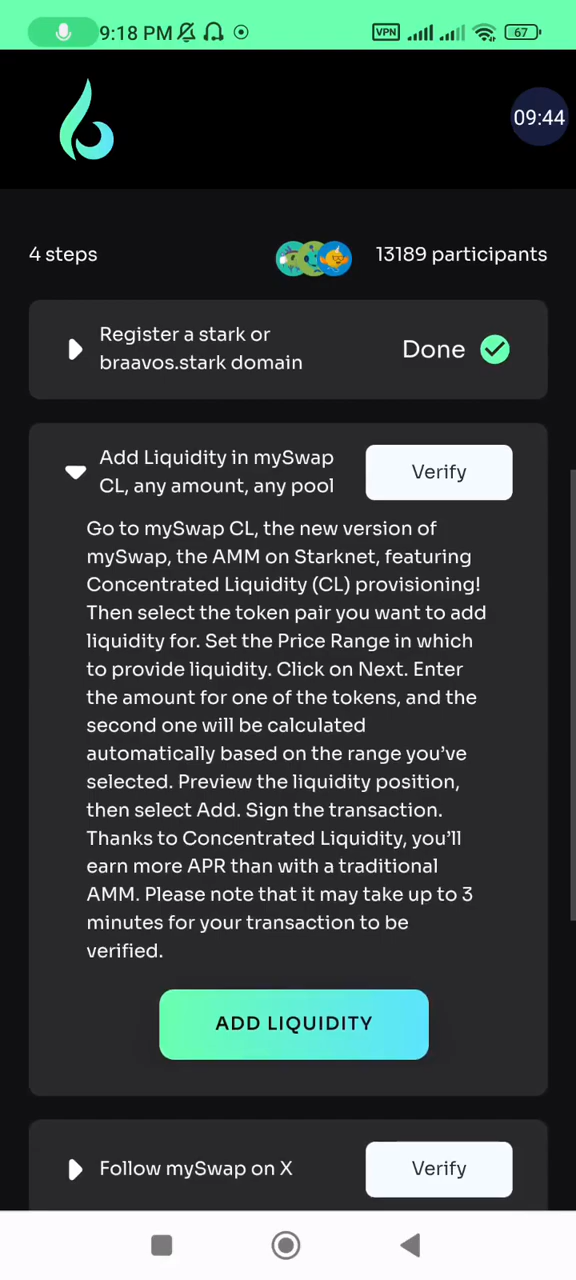 9:18 PM
VPN
67
09:44
4 steps
13189 participants
Register a stark or
braavos.stark domain
Done
Add Liquidity in mySwap
CL, any amount, any pool
Verify
Go to mySwap CL, the new version of
mySwap, the AMM on Starknet, featuring
Concentrated Liquidity (CL) provisioning!
Then select the token pair you want to add
liquidity for. Set the Price Range in which
to provide liquidity. Click on Next. Enter
the amount for one of the tokens, and the
second one will be calculated
automatically based on the range you’ve
selected. Preview the liquidity position,
then select Add. Sign the transaction.
Thanks to Concentrated Liquidity, you’ll
earn more APR than with a traditional
AMM. Please note that it may take up to 3
minutes for your transaction to be
verified.
ADD LIQUIDITY
Follow mySwap on X
Verify